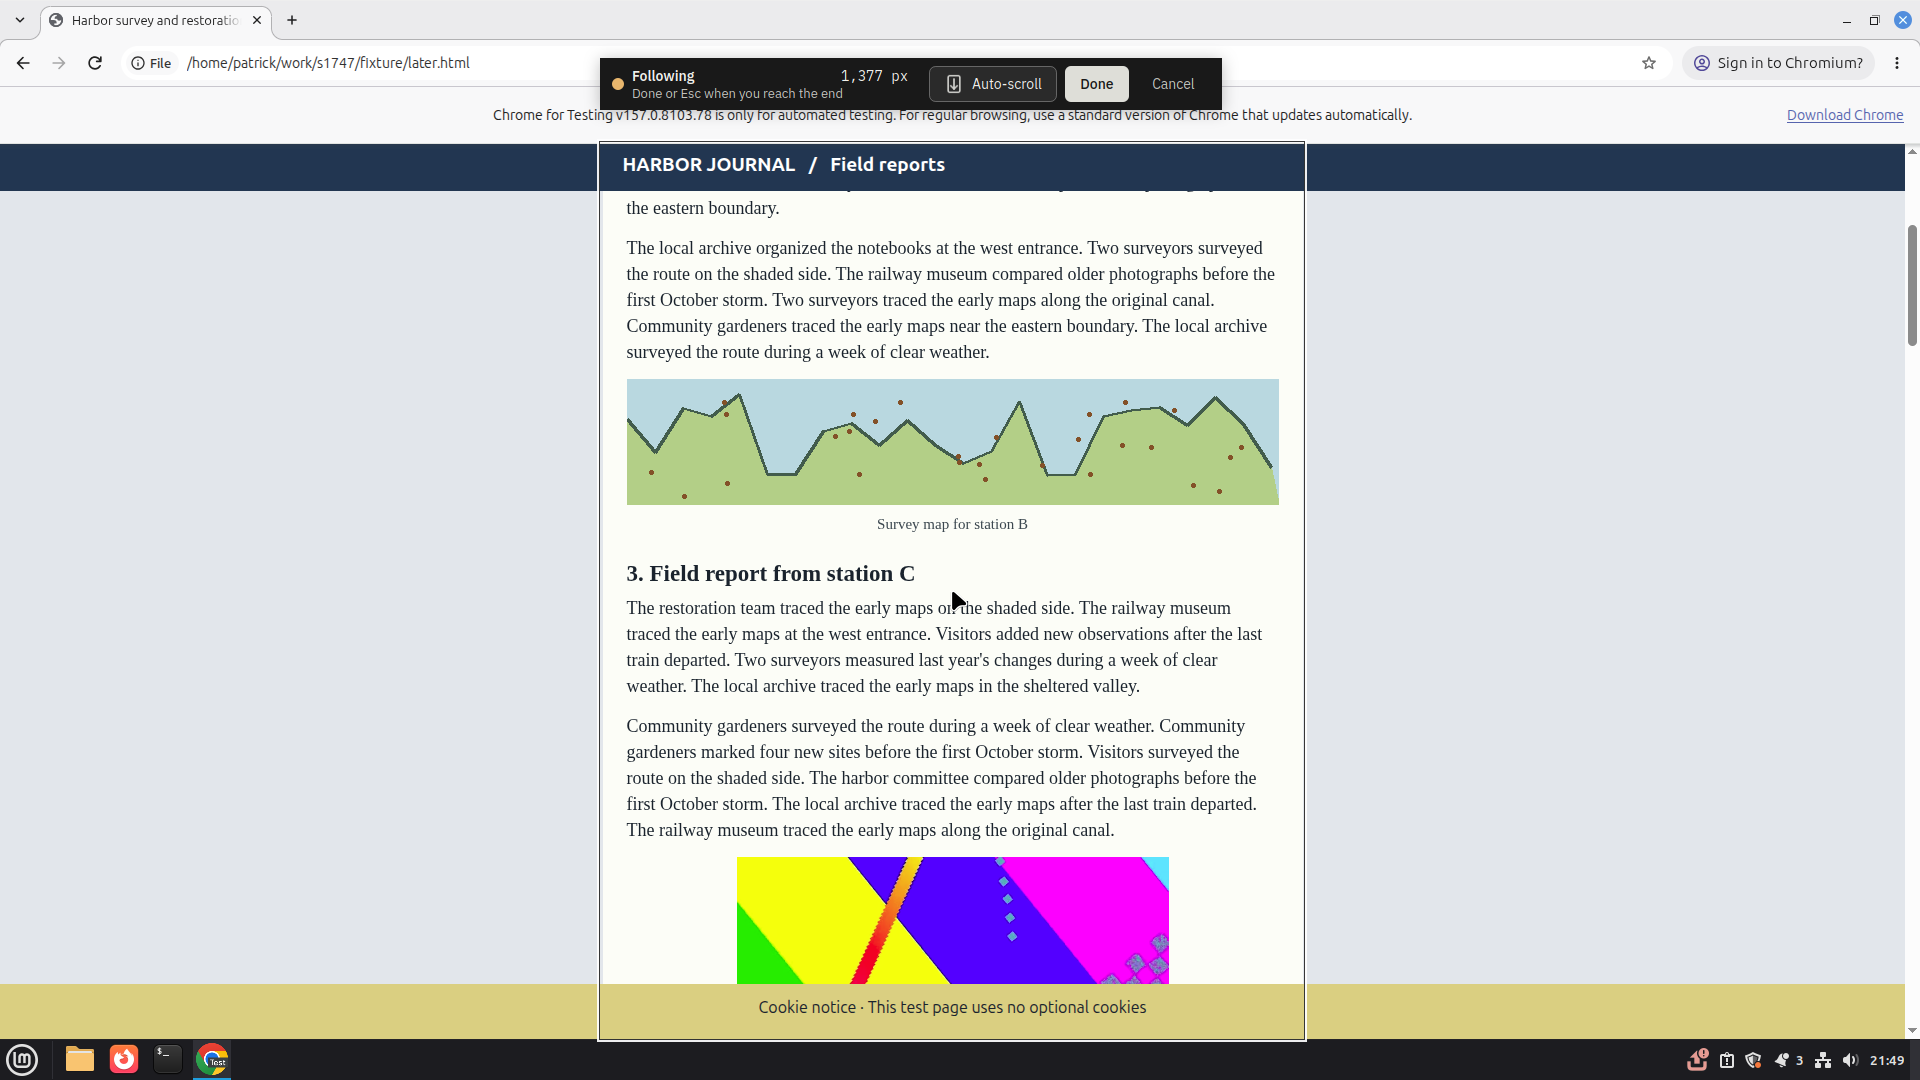 Harbor survey and restoratio
File
/home/patrick/work/s1747/fixture/later.html
Sign in to Chromium?
Following
1,377 px
Done or Esc when you reach the end
Auto-scroll
Done
Cancel
Chrome for Testing v157.0.8103.78 is only for automated testing. For regular browsing, use a standard version of Chrome that updates automatically.
Download Chrome
HARBOR JOURNAL / Field reports
the eastern boundary.
The local archive organized the notebooks at the west entrance. Two surveyors surveyed
the route on the shaded side. The railway museum compared older photographs before the
first October storm. Two surveyors traced the early maps along the original canal.
Community gardeners traced the early maps near the eastern boundary. The local archive
surveyed the route during a week of clear weather.
Survey map for station B
3. Field report from station C
The restoration team traced the early maps on the shaded side. The railway museum
traced the early maps at the west entrance. Visitors added new observations after the last
train departed. Two surveyors measured last year's changes during a week of clear
weather. The local archive traced the early maps in the sheltered valley.
Community gardeners surveyed the route during a week of clear weather. Community
gardeners marked four new sites before the first October storm. Visitors surveyed the
route on the shaded side. The harbor committee compared older photographs before the
first October storm. The local archive traced the early maps after the last train departed.
The railway museum traced the early maps along the original canal.
Cookie notice · This test page uses no optional cookies
Test
3
21:49